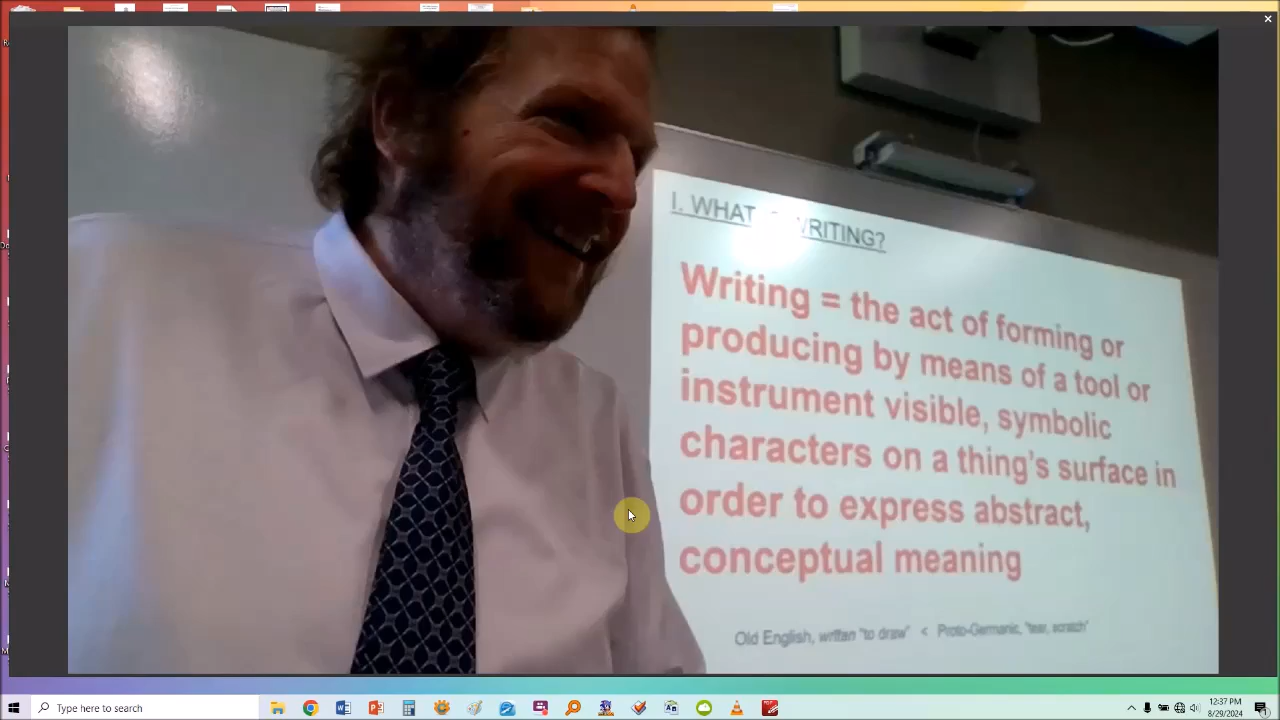 I. WHAT WRITING?
Writing = the act of forming or
producing by means of a tool or
instrument visible, symbolic
characters on a thing's surface in
order to express abstract,
conceptual meaning
Old English, writan "to draw" < Proto-Germanic, "tear, scratch"
Type here to search
12:37 PM
8/29/2024